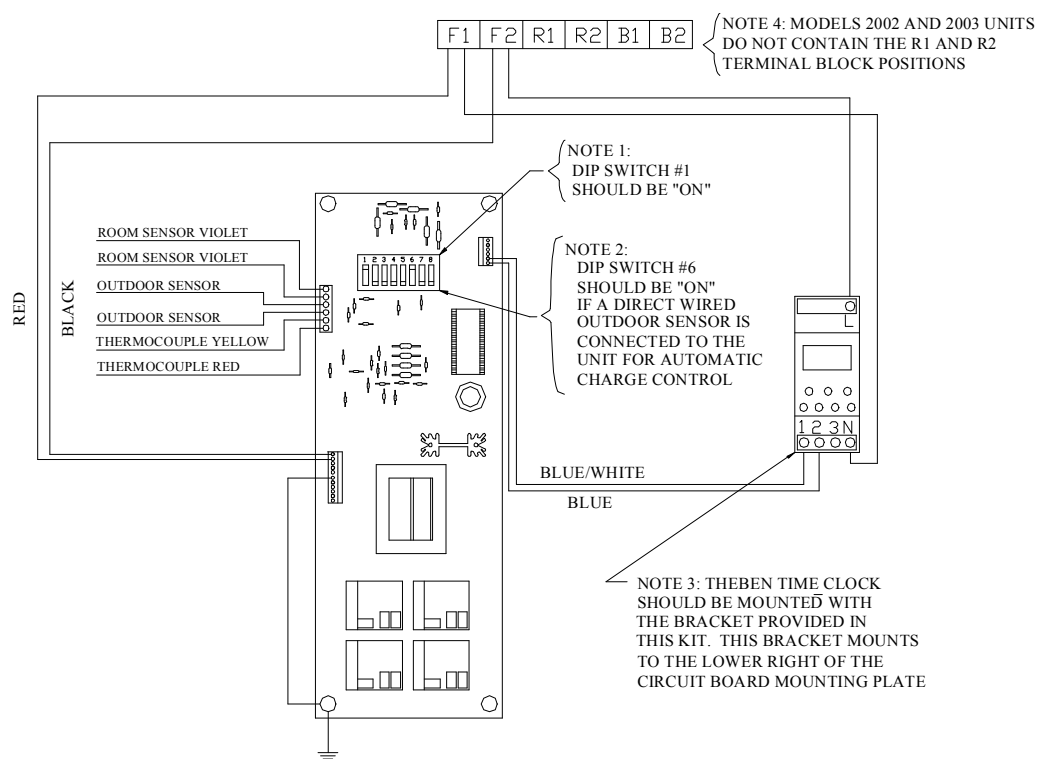 F1 F2 R1 R2 B1 B2
NOTE 4: MODELS 2002 AND 2003 UNITS
DO NOT CONTAIN THE R1 AND R2
TERMINAL BLOCK POSITIONS
NOTE 1:
DIP SWITCH #1
SHOULD BE "ON"
1 2 3 4 5 6 7 8
ROOM SENSOR VIOLET
ROOM SENSOR VIOLET
OUTDOOR SENSOR
OUTDOOR SENSOR
THERMOCOUPLE YELLOW
THERMOCOUPLE RED
RED
BLACK
NOTE 2:
DIP SWITCH #6
SHOULD BE "ON"
IF A DIRECT WIRED
OUTDOOR SENSOR IS
CONNECTED TO THE
UNIT FOR AUTOMATIC
CHARGE CONTROL
L
1 2 3 N
BLUE/WHITE
BLUE
NOTE 3: THEBEN TIME CLOCK
SHOULD BE MOUNTED WITH
THE BRACKET PROVIDED IN
THIS KIT. THIS BRACKET MOUNTS
TO THE LOWER RIGHT OF THE
CIRCUIT BOARD MOUNTING PLATE